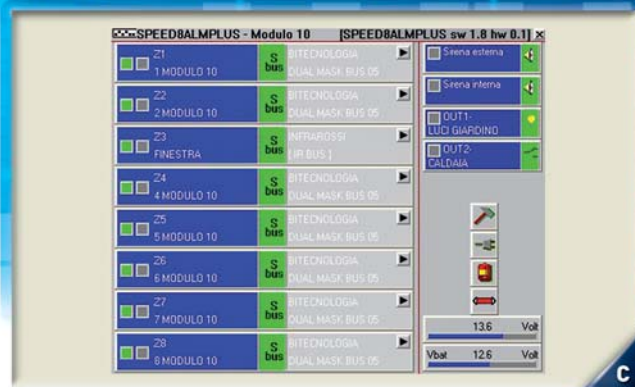 SPEED8ALMPLUS - Modulo 10 [SPEED8ALMPLUS sw 1.8 hw 0.1]
Z1
1 MODULO 10
S bus
BITECNOLOGIA
DUAL MASK BUS 05
Z2
2 MODULO 10
S bus
BITECNOLOGIA
DUAL MASK BUS 05
Z3
FINESTRA
S bus
INFRAROSSI
[ IR BUS ]
Z4
4 MODULO 10
S bus
BITECNOLOGIA
DUAL MASK BUS 05
Z5
5 MODULO 10
S bus
BITECNOLOGIA
DUAL MASK BUS 05
Z6
6 MODULO 10
S bus
BITECNOLOGIA
DUAL MASK BUS 05
Z7
7 MODULO 10
S bus
BITECNOLOGIA
DUAL MASK BUS 05
Z8
8 MODULO 10
S bus
BITECNOLOGIA
DUAL MASK BUS 05
Sirena esterna
Sirena interna
OUT1-
LUCI GIARDINO
OUT2-
CALDAIA
13.6 Volt
Vbat 12.6 Volt
C